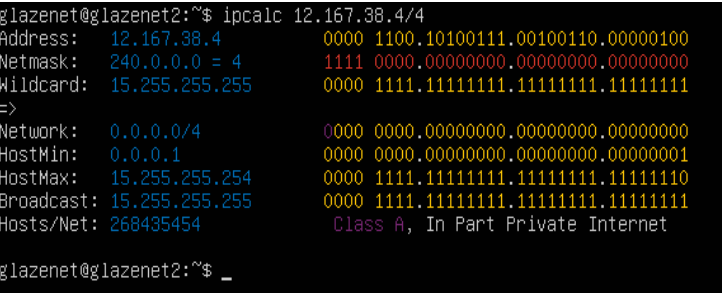 glazenet@glazenet2:~$ ipcalc 12.167.38.4/4
Address:   12.167.38.4           0000 1100.10100111.00100110.00000100
Netmask:   240.0.0.0 = 4         1111 0000.00000000.00000000.00000000
Wildcard:  15.255.255.255        0000 1111.11111111.11111111.11111111
=>
Network:   0.0.0.0/4             0000 0000.00000000.00000000.00000000
HostMin:   0.0.0.1               0000 0000.00000000.00000000.00000001
HostMax:   15.255.255.254        0000 1111.11111111.11111111.11111110
Broadcast: 15.255.255.255        0000 1111.11111111.11111111.11111111
Hosts/Net: 268435454              Class A, In Part Private Internet
glazenet@glazenet2:~$ _